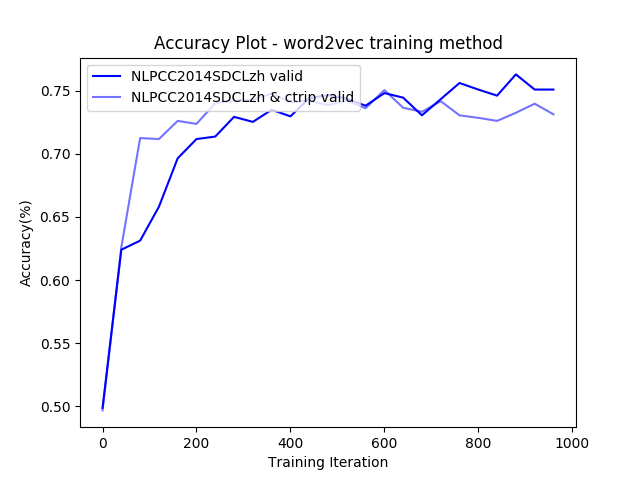 Accuracy Plot - word2vec training method
NLPCC2014SDCLzh valid
NLPCC2014SDCLzh & ctrip valid
Accuracy(%)
0.75
0.70
0.65
0.60
0.55
0.50
0 200 400 600 800 1000
Training Iteration